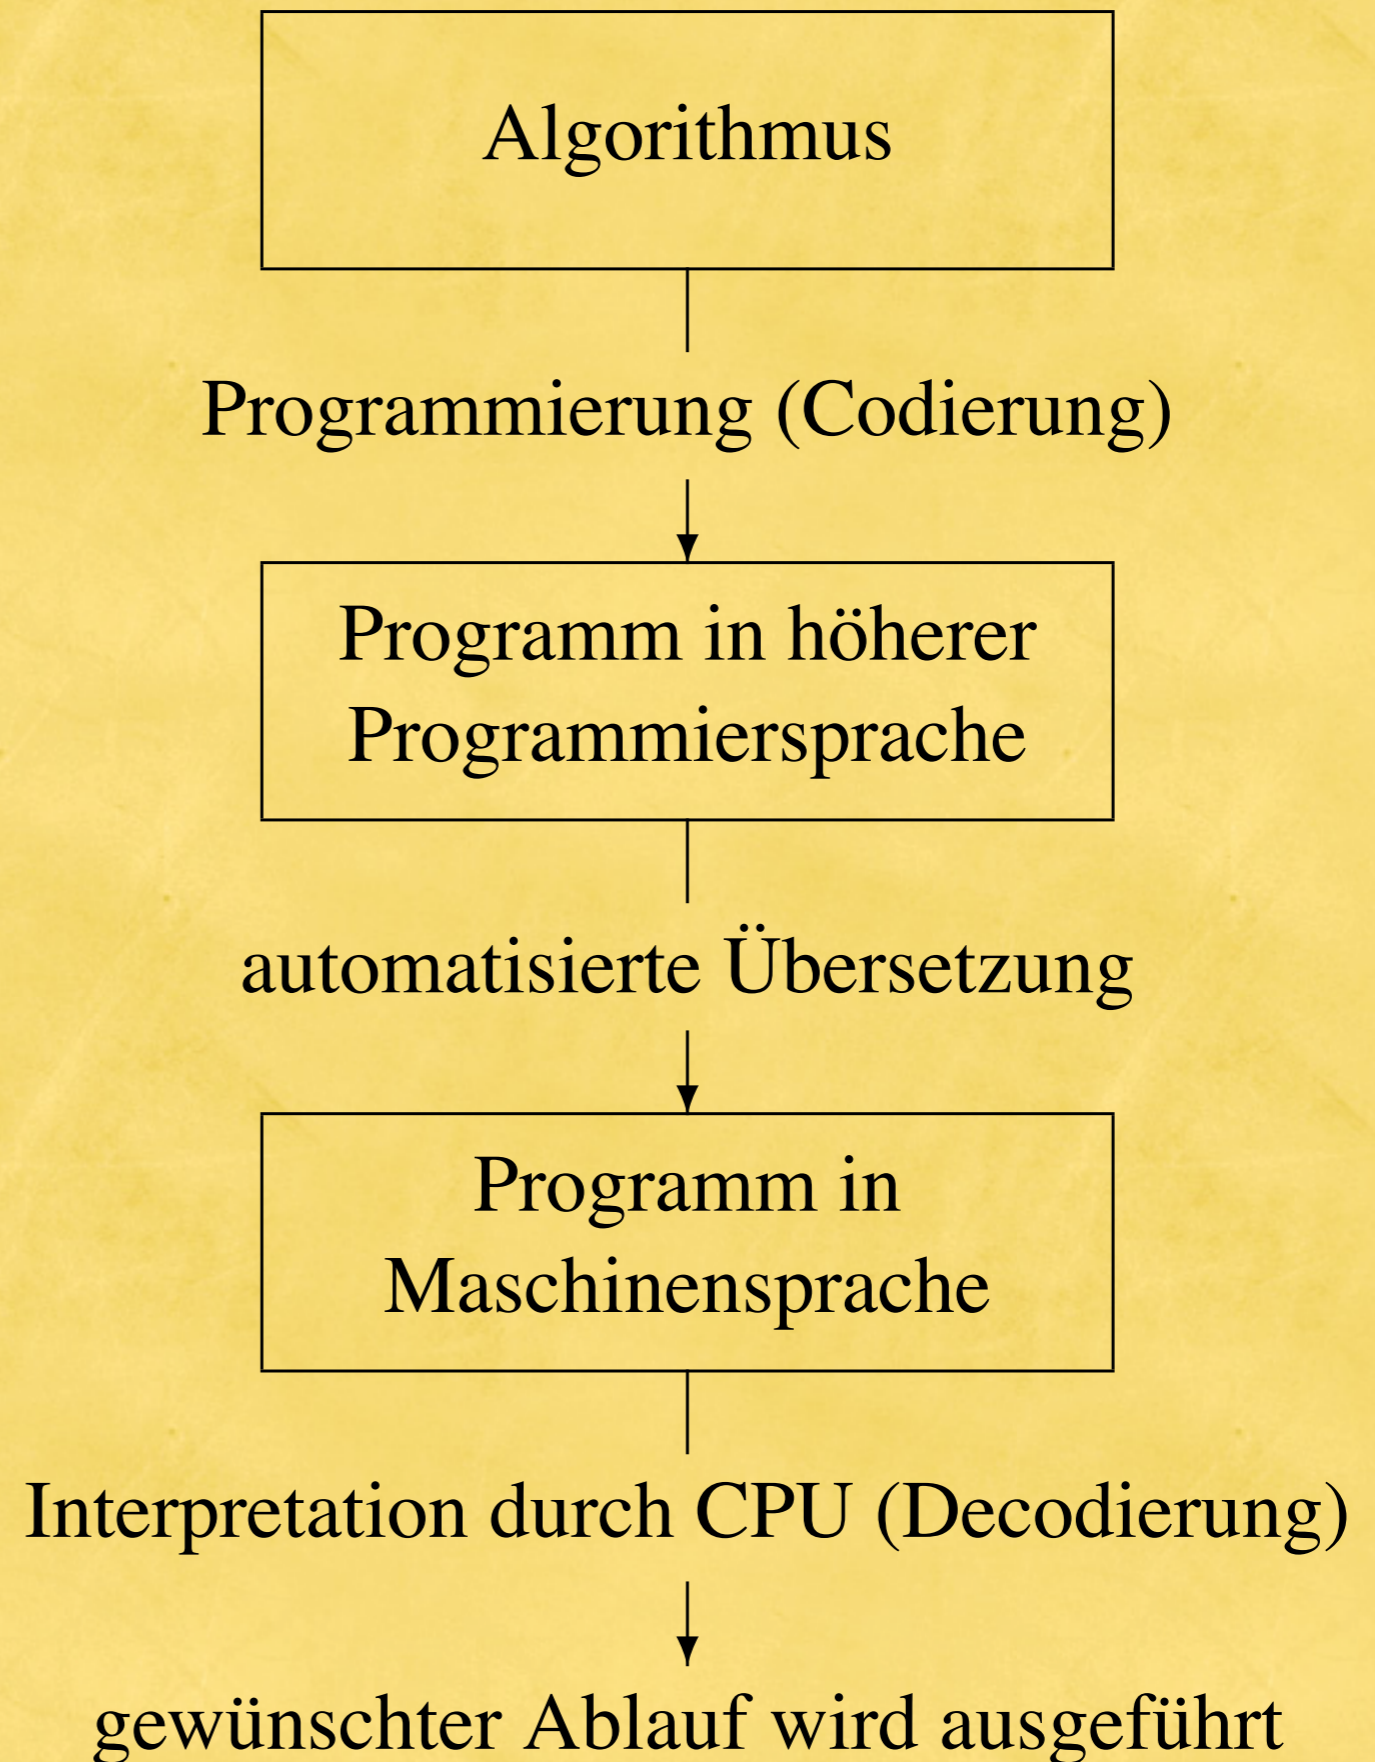 Algorithmus
Programmierung (Codierung)
Programm in höherer
Programmiersprache
automatisierte Übersetzung
Programm in
Maschinensprache
Interpretation durch CPU (Decodierung)
gewünschter Ablauf wird ausgeführt